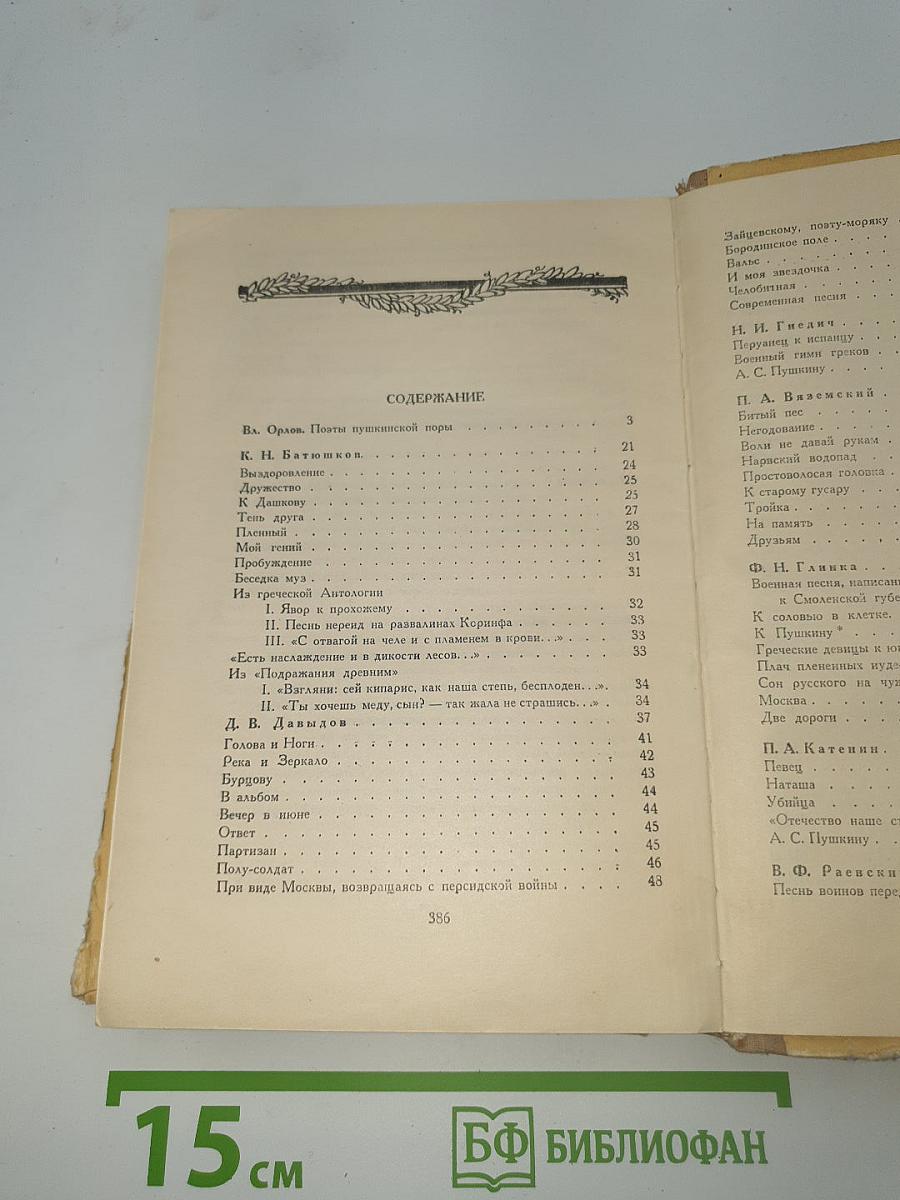 СОДЕРЖАНИЕ
Вл. Орлов. Поэты пушкинской поры . . . . . . . . . 3
К. Н. Батюшков. . . . . . . . . . . . . . . . 21
Выздоровление . . . . . . . . . . . . . . . . 24
Дружество . . . . . . . . . . . . . . . . . 25
К Дашкову . . . . . . . . . . . . . . . . . 25
Тень друга . . . . . . . . . . . . . . . . . 27
Пленный . . . . . . . . . . . . . . . . . . 28
Мой гений . . . . . . . . . . . . . . . . . 30
Пробуждение . . . . . . . . . . . . . . . . 31
Беседка муз . . . . . . . . . . . . . . . . . 31
Из греческой Антологии
I. Явор к прохожему . . . . . . . . . . . . 32
II. Песнь нереид на развалинах Коринфа . . . . . 33
III. «С отвагой на челе и с пламенем в крови. . .» . . . 33
«Есть наслаждение и в дикости лесов. . .» . . . . . . . 33
Из «Подражания древним»
I. «Взгляни: сей кипарис, как наша степь, бесплоден. . .». 34
II. «Ты хочешь меду, сын? — так жала не страшись. . .» . 34
Д. В. Давыдов . . . . . . . . . . . . . . . . 37
Голова и Ноги . . . . . . . . . . . . . . . . 41
Река и Зеркало . . . . . . . . . . . . . . . . 42
Бурцову . . . . . . . . . . . . . . . . . . 43
В альбом . . . . . . . . . . . . . . . . . . 44
Вечер в июне . . . . . . . . . . . . . . . . 44
Ответ . . . . . . . . . . . . . . . . . . . 45
Партизан . . . . . . . . . . . . . . . . . . 45
Полу-солдат . . . . . . . . . . . . . . . . . 46
При виде Москвы, возвращаясь с персидской войны . . . . 48
386
Зайцевскому, поэту-моряку .
Бородинское поле . . . .
Вальс . . . . . . . .
И моя звездочка . . . .
Челобитная . . . . . .
Современная песня . . .
Н. И. Гнедич . . . .
Перуанец к испанцу . . .
Военный гимн греков . .
А. С. Пушкину . . . .
П. А. Вяземский .
Битый пес . . . . .
Негодование . . . . .
Воли не давай рукам .
Нарвский водопад . .
Простоволосая головка .
К старому гусару . . .
Тройка . . . . . . .
На память . . . . .
Друзьям . . . . . .
Ф. Н. Глинка . . .
Военная песня,
к Смоленской
К соловью в клетке.
К Пушкину * . . .
Греческие девицы к
Плач плененных
Сон русского на
Москва . . . . .
Две дороги . . . .
П. А. Катенин .
Певец . . . . .
Наташа . . . .
Убийца . . . .
«Отечество наше
А. С. Пушкину . .
В. Ф.
Песнь воинов
15 см
БФ БИБЛИОФАН